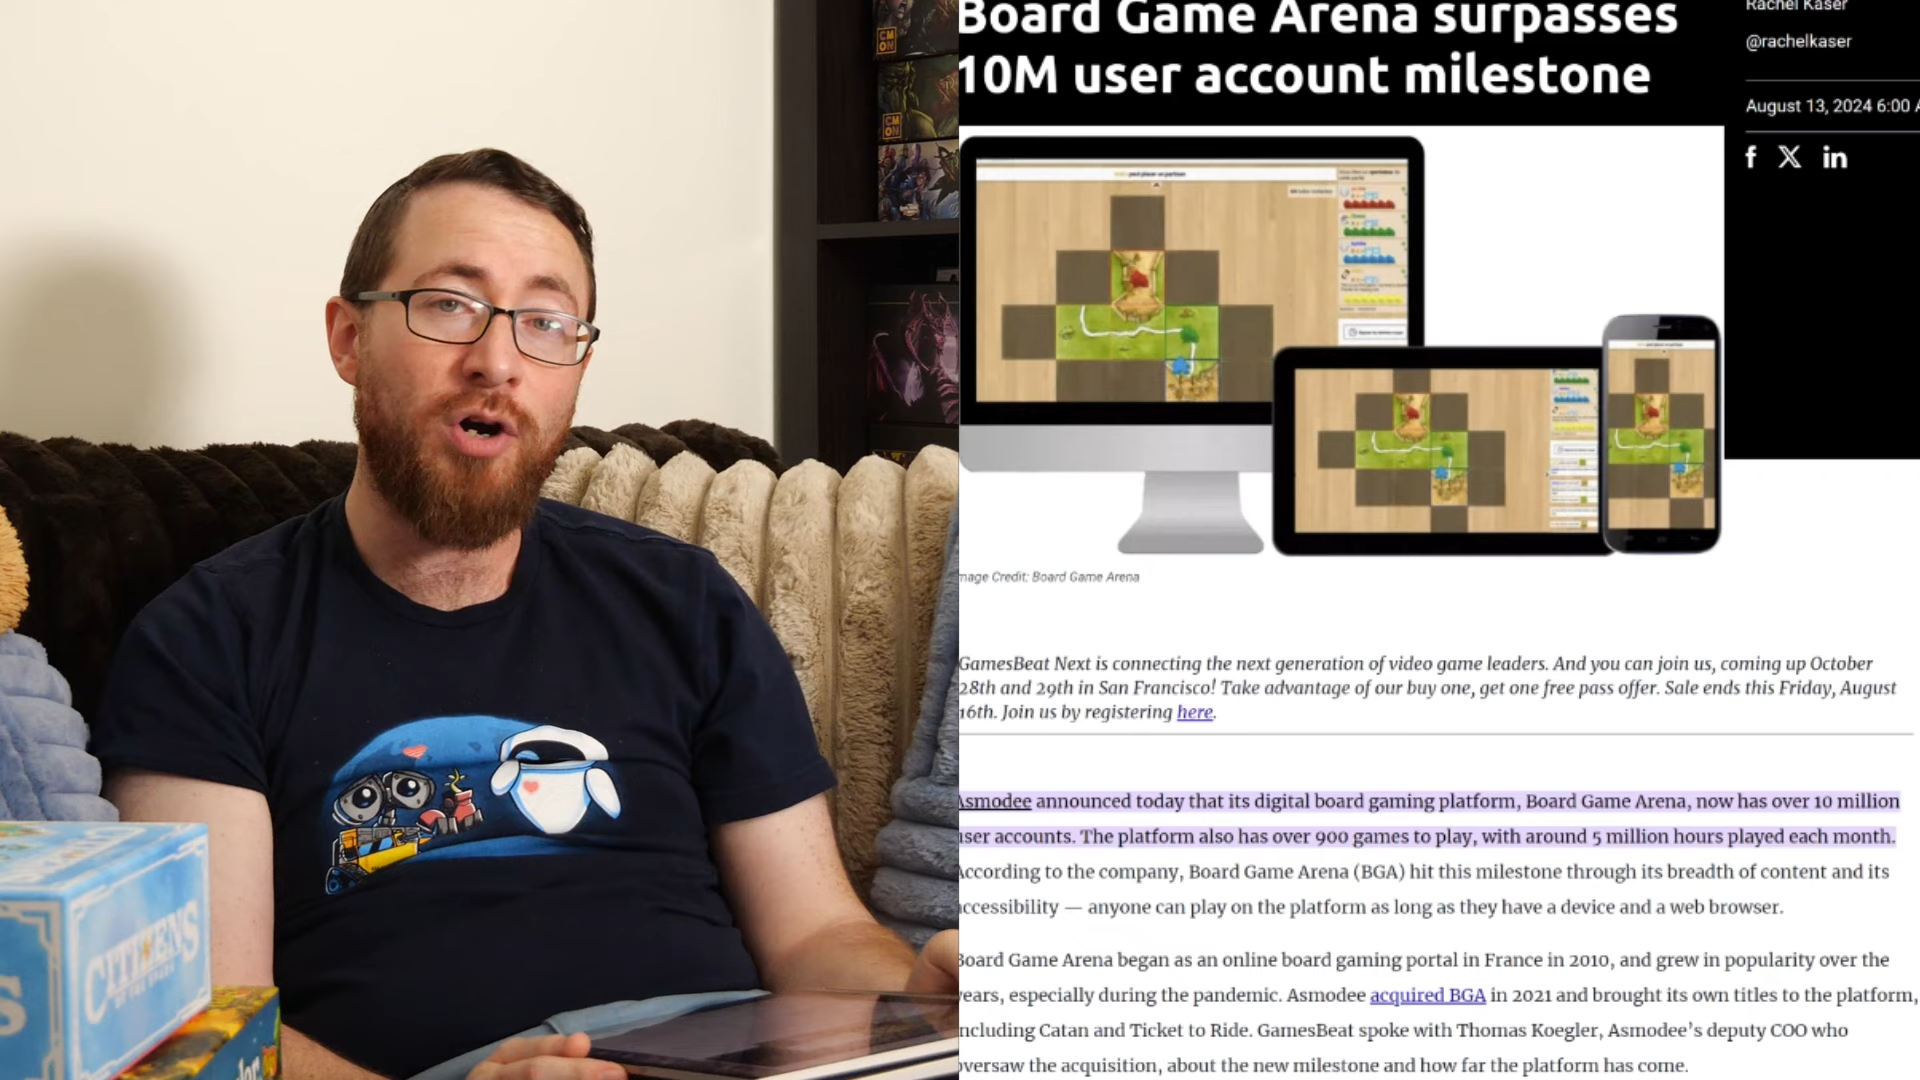 Board Game Arena surpasses
10M user account milestone
Rachel Kaser
@rachelkaser
August 13, 2024 6:00 A
f X in
mage Credit: Board Game Arena
GamesBeat Next is connecting the next generation of video game leaders. And you can join us, coming up October
28th and 29th in San Francisco! Take advantage of our buy one, get one free pass offer. Sale ends this Friday, August
16th. Join us by registering here.
Asmodee announced today that its digital board gaming platform, Board Game Arena, now has over 10 million
user accounts. The platform also has over 900 games to play, with around 5 million hours played each month.
According to the company, Board Game Arena (BGA) hit this milestone through its breadth of content and its
accessibility — anyone can play on the platform as long as they have a device and a web browser.
Board Game Arena began as an online board gaming portal in France in 2010, and grew in popularity over the
years, especially during the pandemic. Asmodee acquired BGA in 2021 and brought its own titles to the platform,
including Catan and Ticket to Ride. GamesBeat spoke with Thomas Koegler, Asmodee's deputy COO who
oversaw the acquisition, about the new milestone and how far the platform has come.
CMON
CMON
CITIZENS
OF THE SPARK
S